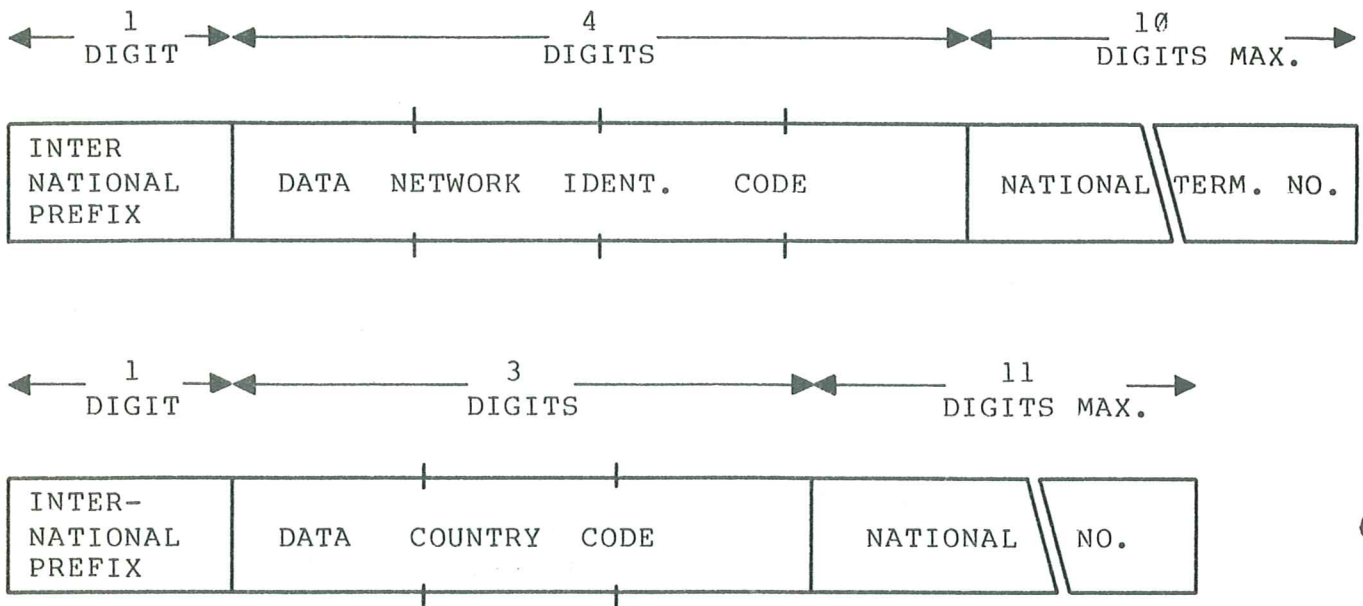 1 4 10
DIGIT DIGITS DIGITS MAX.
INTER
NATIONAL DATA NETWORK IDENT. CODE NATIONAL TERM. NO.
PREFIX
1 3 11
DIGIT DIGITS DIGITS MAX.
INTER-
NATIONAL DATA COUNTRY CODE NATIONAL NO.
PREFIX